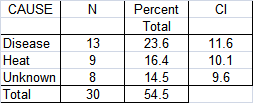 CAUSE N Percent CI
Total
Disease 13 23.6 11.6
Heat 9 16.4 10.1
Unknown 8 14.5 9.6
Total 30 54.5